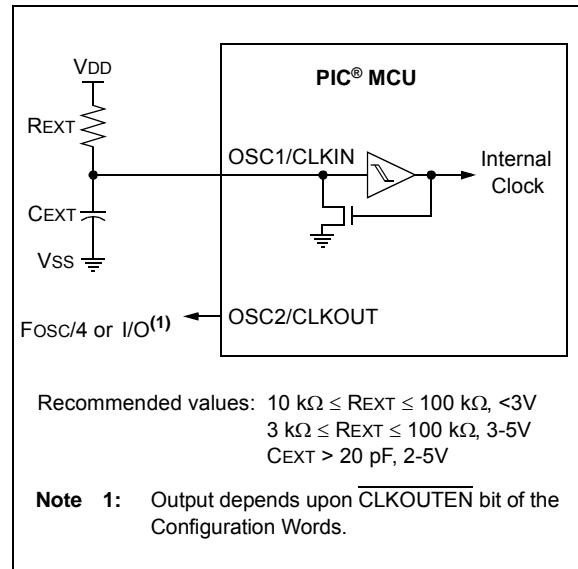 VDD
PIC® MCU
REXT
OSC1/CLKIN
Internal
Clock
CEXT
VSS
OSC2/CLKOUT
FOSC/4 or I/O(1)
Recommended values: 10 kΩ ≤ REXT ≤ 100 kΩ, <3V
3 kΩ ≤ REXT ≤ 100 kΩ, 3-5V
CEXT > 20 pF, 2-5V
Note 1: Output depends upon C̅L̅K̅O̅U̅T̅E̅N̅ bit of the
Configuration Words.